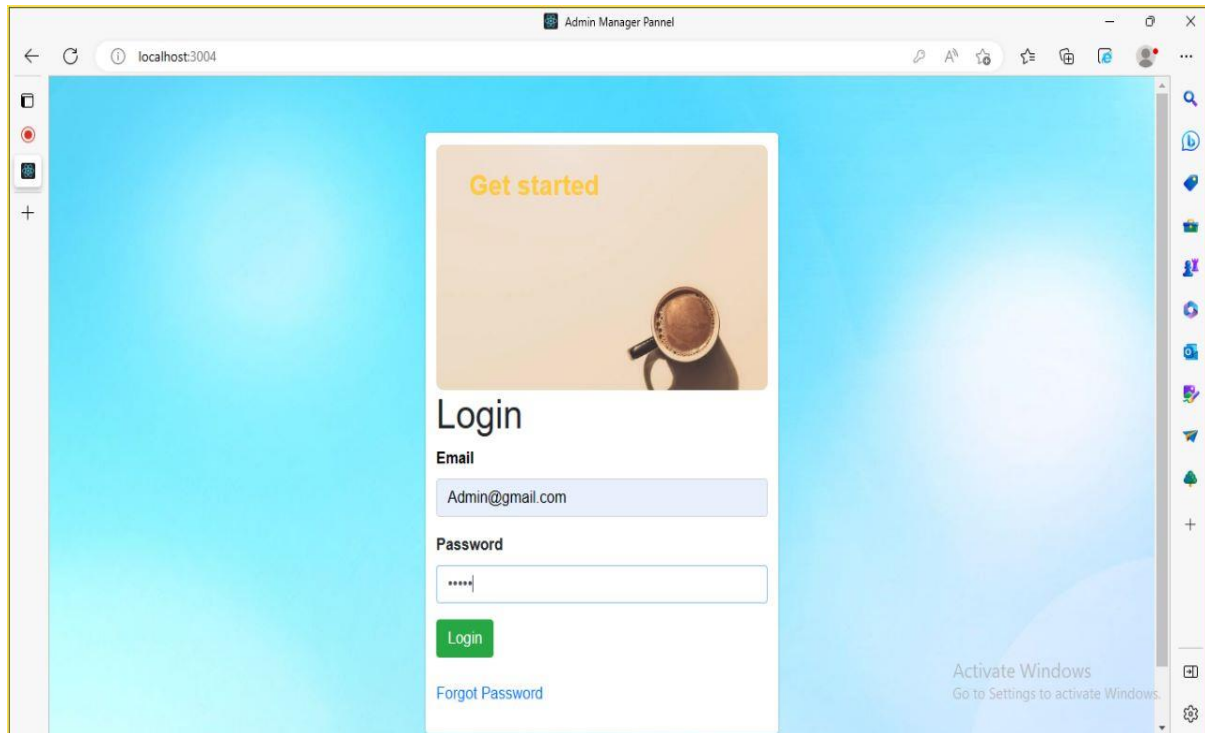 Admin Manager Pannel
localhost:3004
Get started
Login
Email
Admin@gmail.com
Password
•••••
Login
Forgot Password
Activate Windows
Go to Settings to activate Windows.